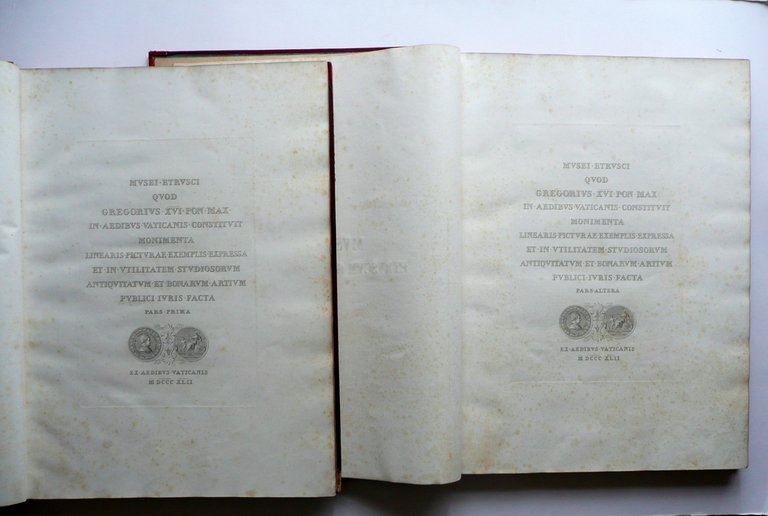 MVSEI·ETRVSCI
QVOD
GREGORIVS·XVI·PON·MAX
IN·AEDIBVS·VATICANIS·CONSTITVIT
MONIMENTA
LINEARIS·PICTVRAE·EXEMPLIS·EXPRESSA
ET·IN·VTILITATEM·STVDIOSORVM
ANTIQVITATVM·ET·BONARVM·ARTIVM
PVBLICI·IVRIS·FACTA
PARS·PRIMA
EX·AEDIBVS·VATICANIS
M DCCC XLII
MVSEI·ETRVSCI
QVOD
GREGORIVS·XVI·PON·MAX
IN·AEDIBVS·VATICANIS·CONSTITVIT
MONIMENTA
LINEARIS·PICTVRAE·EXEMPLIS·EXPRESSA
ET·IN·VTILITATEM·STVDIOSORVM
ANTIQVITATVM·ET·BONARVM·ARTIVM
PVBLICI·IVRIS·FACTA
PARS·ALTERA
EX·AEDIBVS·VATICANIS
M DCCC XLII